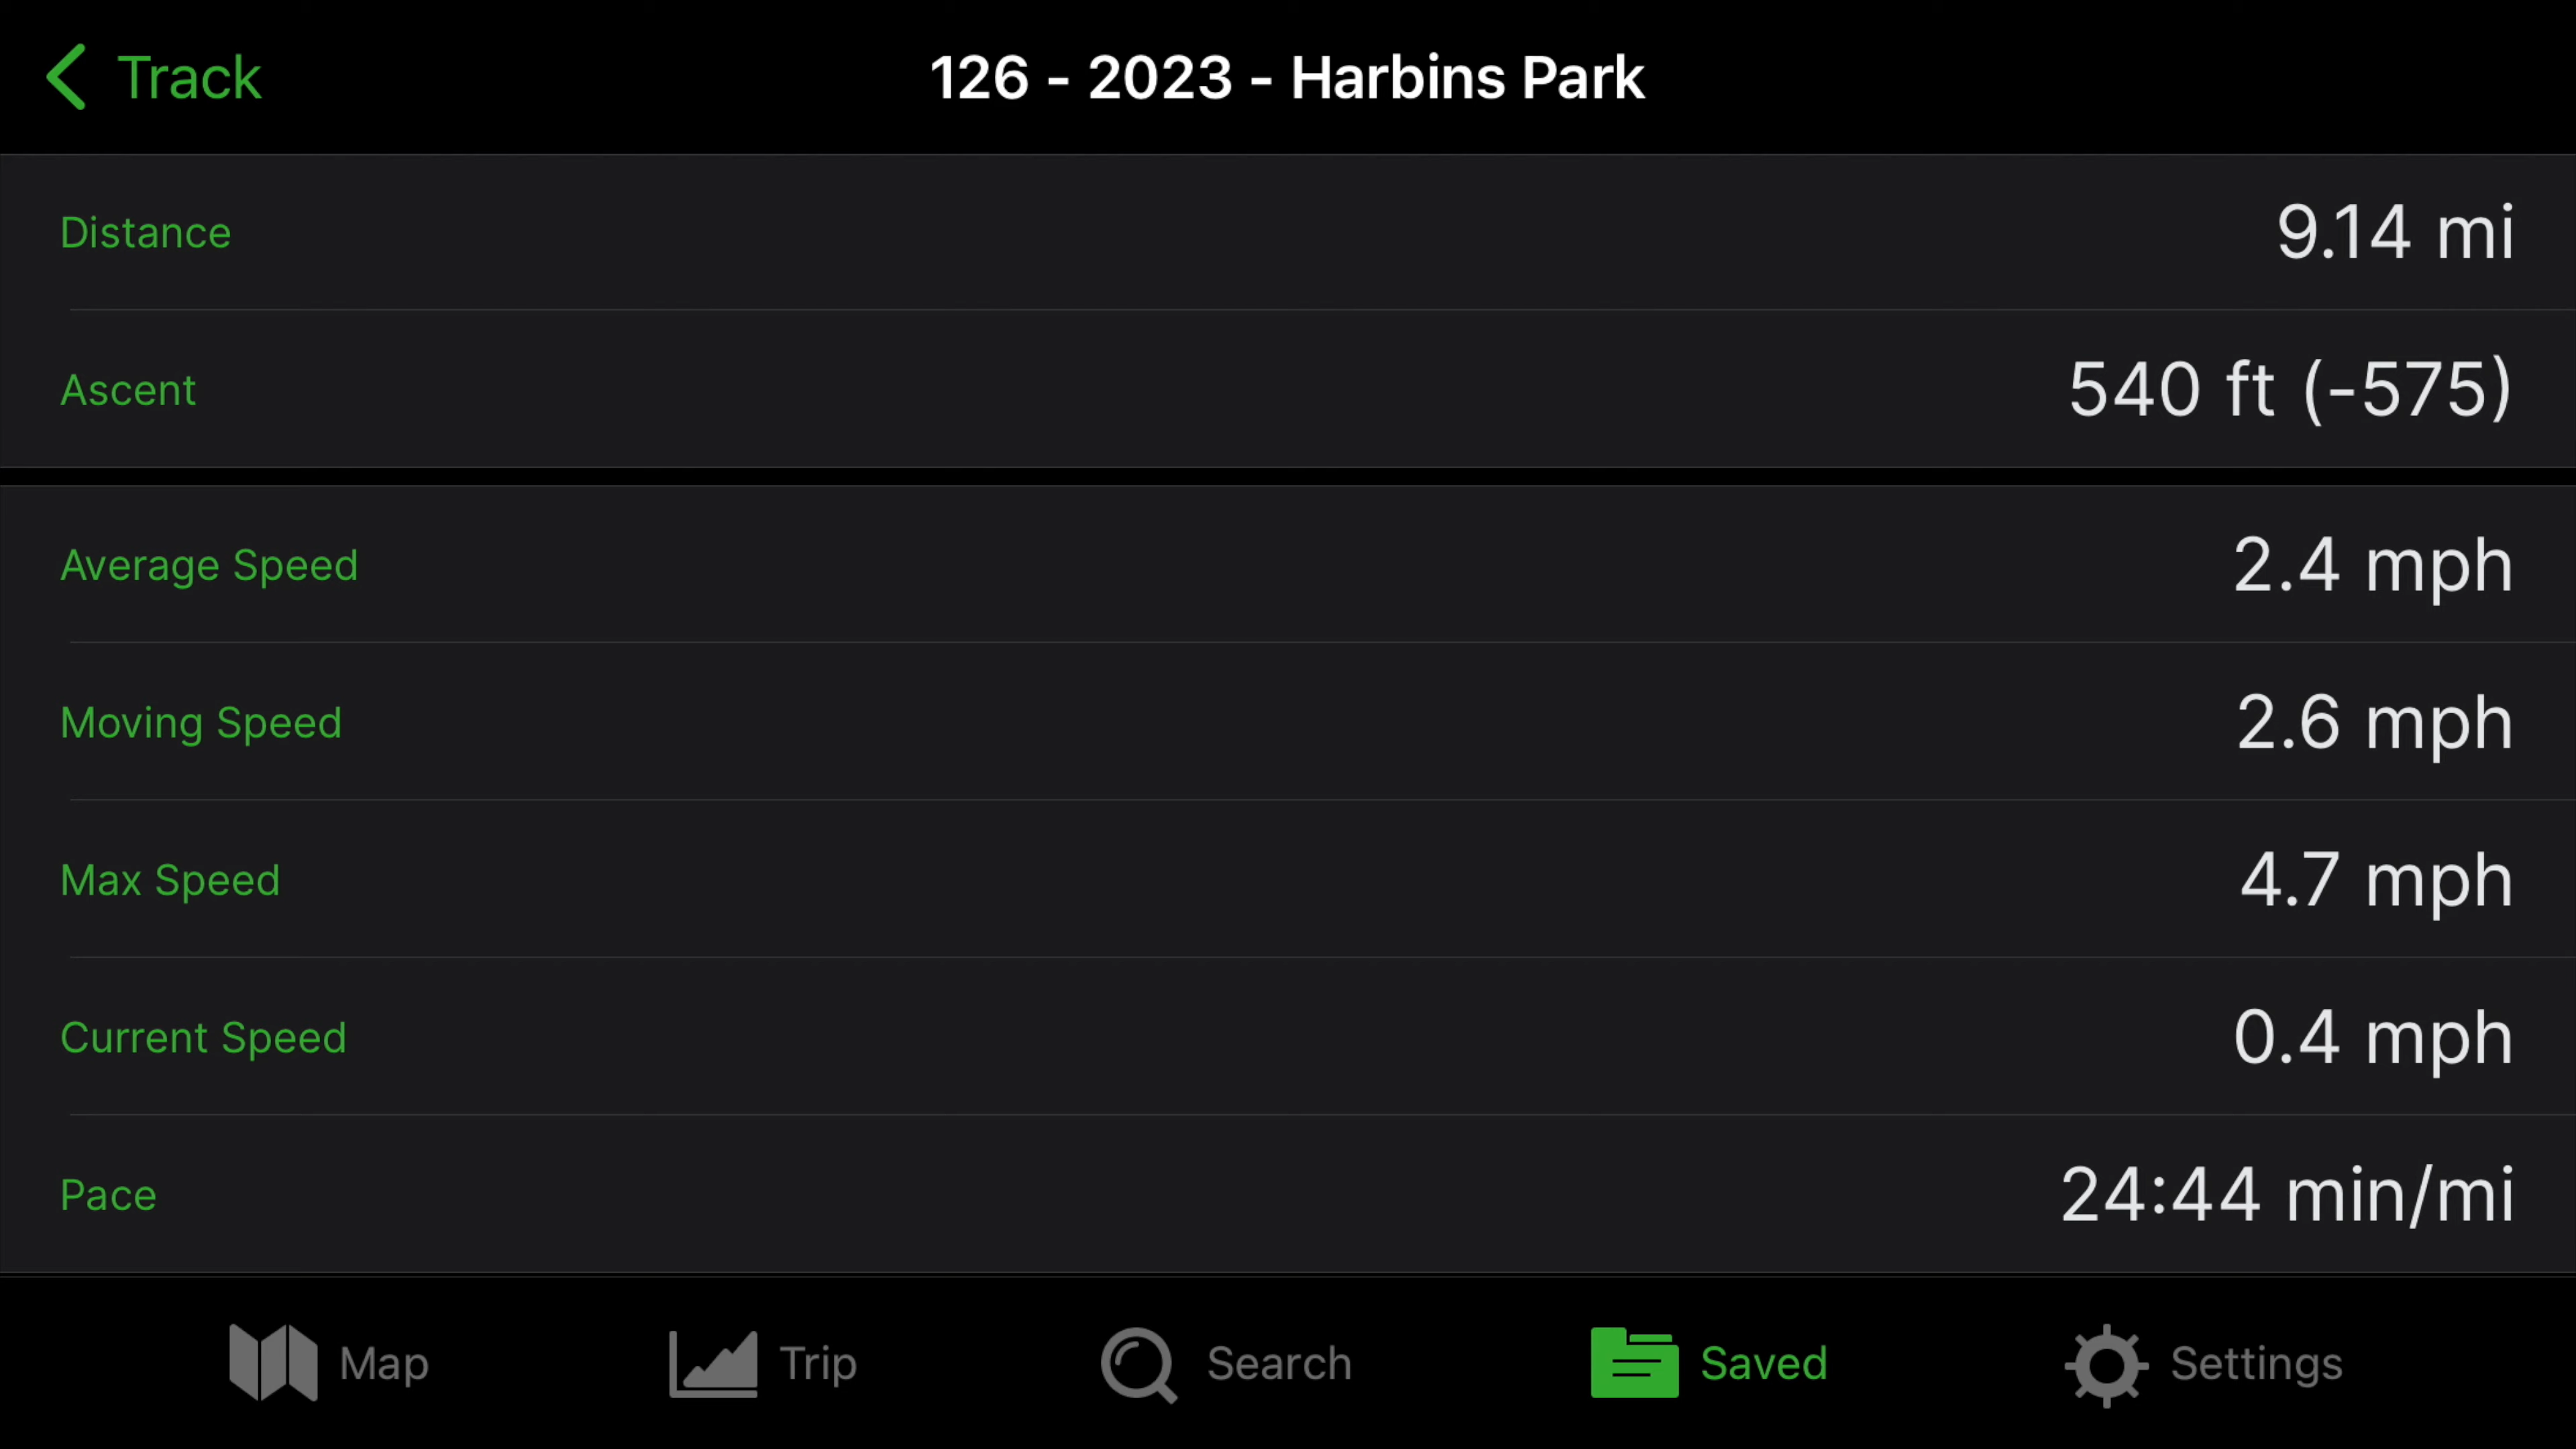 Track
126 - 2023 - Harbins Park
Distance 9.14 mi
Ascent 540 ft (-575)
Average Speed 2.4 mph
Moving Speed 2.6 mph
Max Speed 4.7 mph
Current Speed 0.4 mph
Pace 24:44 min/mi
Map Trip Search Saved Settings